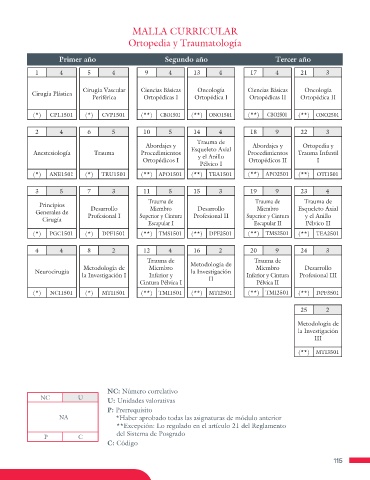 MALLA CURRICULAR
Ortopedia y Traumatología
Primer año Segundo año Tercer año
1 4 5 4 9 4 13 4 17 4 21 3
Cirugía Plástica
Cirugía Vascular
Periférica
Ciencias Básicas
Ortopédicas I
Oncología
Ortopédica I
Ciencias Básicas
Ortopédicas II
Oncología
Ortopédica II
(*) CPL1501 (*) CVP1501 (**) CBO1501 (**) ONO1501 (**) CBO2501 (**) ONO2501
2 4 6 5 10 5 14 4 18 9 22 3
Anestesiología
Trauma
Abordajes y
Procedimientos
Ortopédicos I
Trauma de
Esqueleto Axial
y el Anillo
Pélvico I
Abordajes y
Procedimientos
Ortopédicos II
Ortopedia y
Trauma Infantil
I
(*) ANE1501 (*) TRU1501 (**) APO1501 (**) TEA1501 (**) APO2501 (**) OTI1501
3 5 7 3 11 5 15 3 19 9 23 4
Principios
Generales de
Cirugía
Desarrollo
Profesional I
Trauma de
Miembro
Superior y Cintura
Escapular I
Desarrollo
Profesional II
Trauma de
Miembro
Superior y Cintura
Escapular II
Trauma de
Esqueleto Axial
y el Anillo
Pélvico II
(*) PGC1501 (*) DPF1501 (**) TMS1501 (**) DPF2501 (**) TMS2501 (**) TEA2501
4 4 8 2 12 4 16 2 20 9 24 3
Neurocirugía
Metodología de
la Investigación I
Trauma de
Miembro
Inferior y
Cintura Pélvica I
Metodología de
la Investigación
II
Trauma de
Miembro
Inferior y Cintura
Pélvica II
Desarrollo
Profesional III
(*) NCI1501 (*) MTI1501 (**) TMI1501 (**) MTI2501 (**) TMI2501 (**) DPF3501
25 2
Metodología de
la Investigación
III
(**) MTI3501
NC U
NA
P C
NC: Número correlativo
U: Unidades valorativas
P: Prerrequisito
*Haber aprobado todas las asignaturas de módulo anterior
**Excepción: Lo regulado en el artículo 21 del Reglamento
del Sistema de Posgrado
C: Código
115